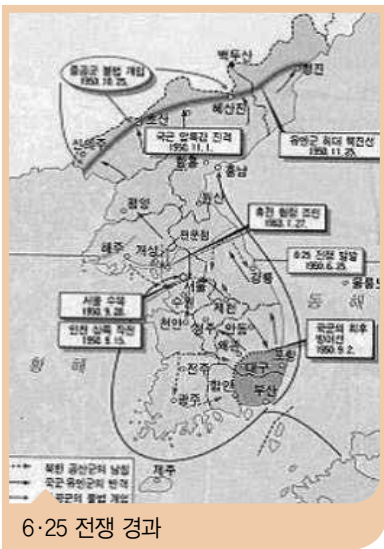 백두산
청진
중공군 불법 개입
1950.10.25.
초산
혜산진
신의주
국군 압록강 진격
1950.11.1.
유엔군 최대 북진선
1950.11.25.
함흥
흥남
평양
원산
휴전 협정 조인
1953.7.27.
판문점
해주
개성
6·25 전쟁 발발
1950.6.25.
서울
강릉
서울 수복
1950.9.28.
수원
제천
동 해
인천 상륙 작전
1950.9.15.
천안
청주
안동
국군의 최후
방어선
1950.9.2.
황 해
포항
전주
대구
함안
광주
부산
북한 공산군의 남침
국군·유엔군의 반격
공군의 불법 개입
제주
6·25 전쟁 경과